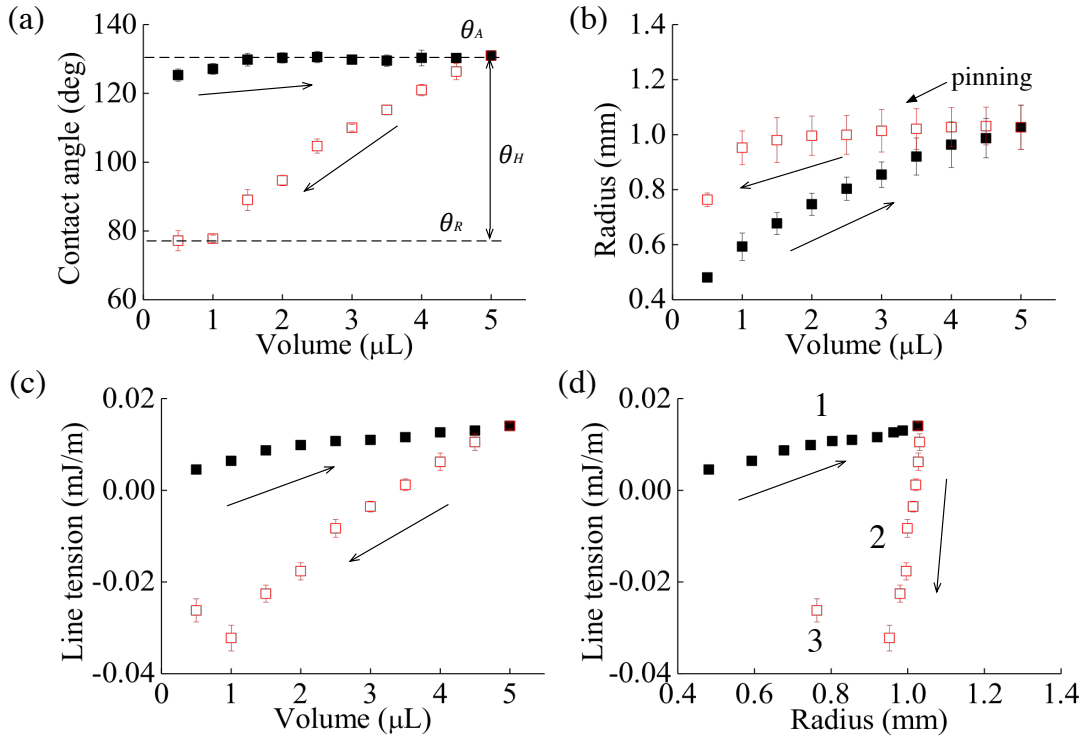 (a)
Contact angle (deg)
140
120
100
80
60
θA
θH
θR
0 1 2 3 4 5
Volume (μL)
(b)
Radius (mm)
1.4
1.2
1.0
0.8
0.6
0.4
pinning
1 2 3 4 5
Volume (μL)
(c)
Line tension (mJ/m)
0.02
0.00
-0.02
-0.04
0 1 2 3 4 5
Volume (μL)
(d)
Line tension (mJ/m)
0.02
0.00
-0.02
-0.04
1
2
3
0.4 0.6 0.8 1.0 1.2 1.4
Radius (mm)